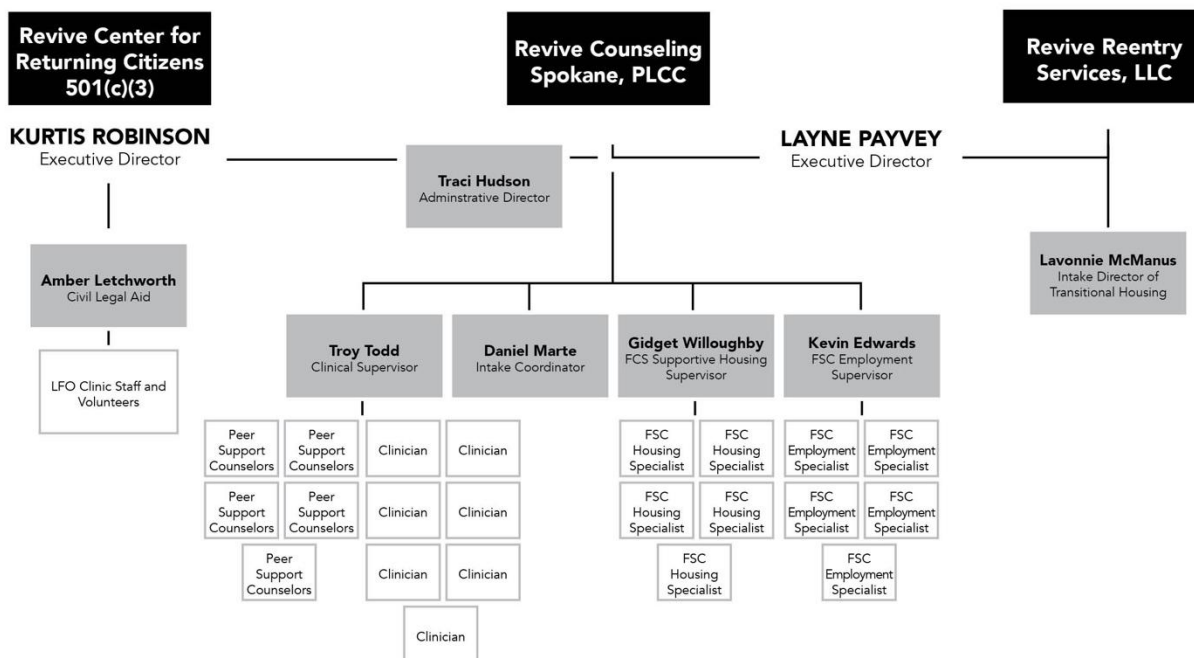 Revive Center for
Returning Citizens
501(c)(3)
Revive Counseling
Spokane, PLCC
Revive Reentry
Services, LLC
KURTIS ROBINSON
Executive Director
LAYNE PAYVEY
Executive Director
Traci Hudson
Adminstrative Director
Amber Letchworth
Civil Legal Aid
Lavonnie McManus
Intake Director of
Transitional Housing
LFO Clinic Staff and
Volunteers
Troy Todd
Clinical Supervisor
Daniel Marte
Intake Coordinator
Gidget Willoughby
FCS Supportive Housing
Supervisor
Kevin Edwards
FSC Employment
Supervisor
Peer
Support
Counselors
Peer
Support
Counselors
Clinician
Clinician
FSC
Housing
Specialist
FSC
Housing
Specialist
FSC
Employment
Specialist
FSC
Employment
Specialist
Peer
Support
Counselors
Peer
Support
Counselors
Clinician
Clinician
FSC
Housing
Specialist
FSC
Housing
Specialist
FSC
Employment
Specialist
FSC
Employment
Specialist
Peer
Support
Counselors
Clinician
Clinician
FSC
Housing
Specialist
FSC
Employment
Specialist
Clinician